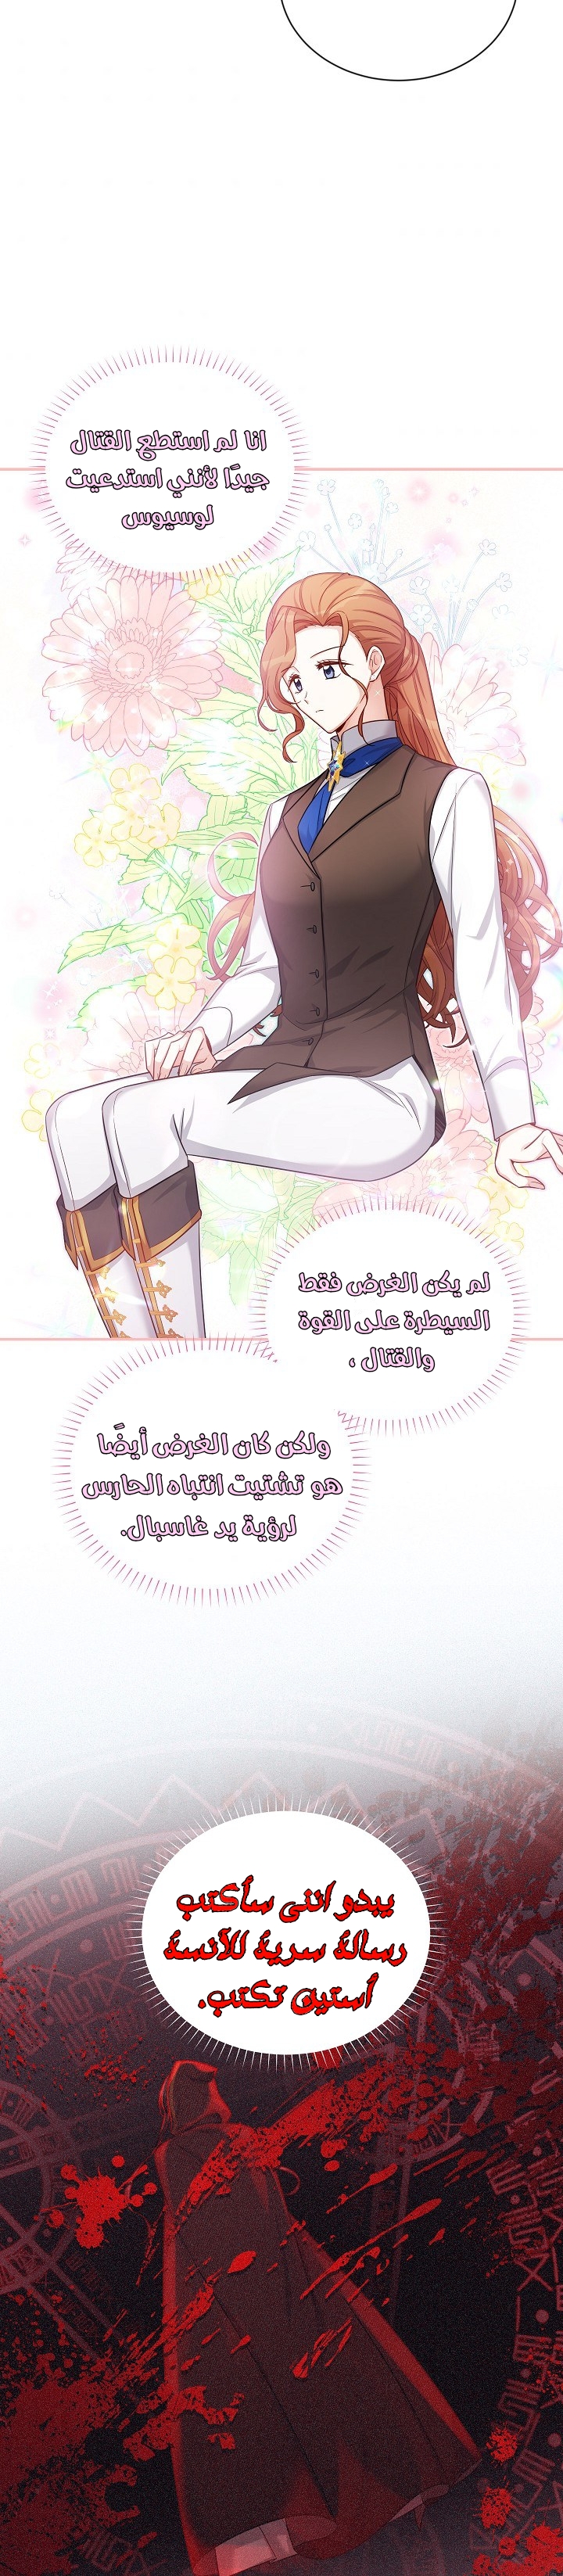 انا لم استطع القتال
جيدًا لأنني استدعيت
لوسيوس
لم يكن الغرض فقط
السيطرة على القوة
والقتال ،
ولكن كان الغرض أيضًا
هو تشتيت انتباه الحارس
لرؤية يد غاسبال.
يبدو انني سأكتب
رسالة سرية للآنسة
أستين تكتب.